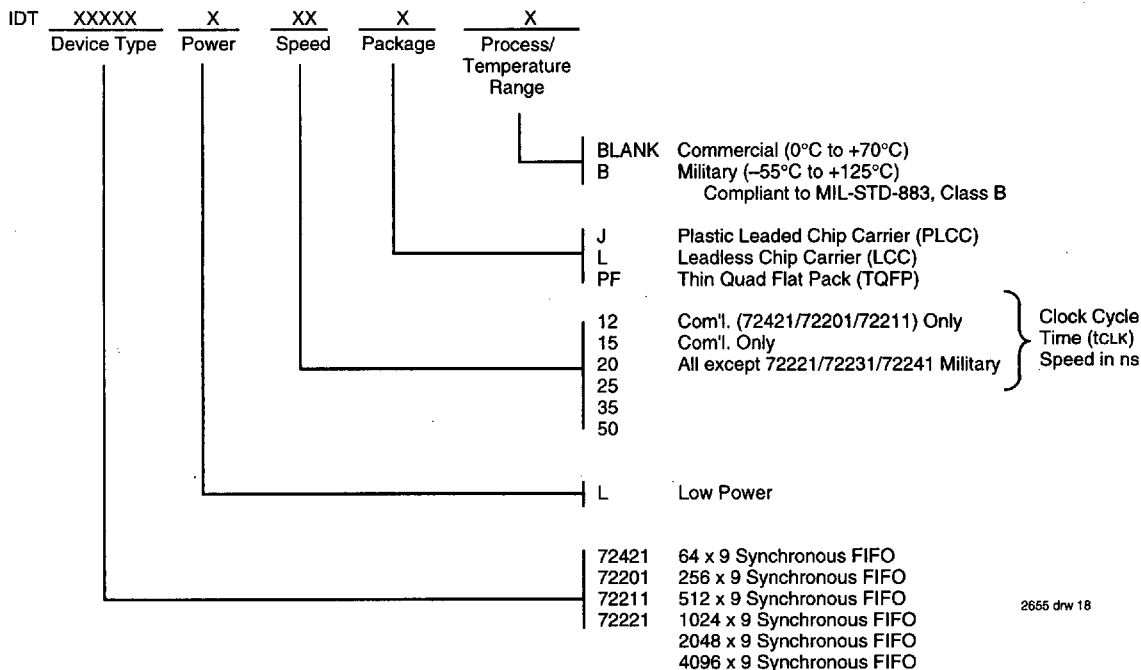 IDT XXXXX X XX X X
Device Type Power Speed Package Process/
Temperature
Range
BLANK Commercial (0°C to +70°C)
B Military (–55°C to +125°C)
Compliant to MIL-STD-883, Class B
J Plastic Leaded Chip Carrier (PLCC)
L Leadless Chip Carrier (LCC)
PF Thin Quad Flat Pack (TQFP)
12 Com'l. (72421/72201/72211) Only
15 Com'l. Only
20 All except 72221/72231/72241 Military
25
35
50
Clock Cycle
Time (tCLK)
Speed in ns
L Low Power
72421 64 x 9 Synchronous FIFO
72201 256 x 9 Synchronous FIFO
72211 512 x 9 Synchronous FIFO
72221 1024 x 9 Synchronous FIFO
2048 x 9 Synchronous FIFO
4096 x 9 Synchronous FIFO
2655 drw 18